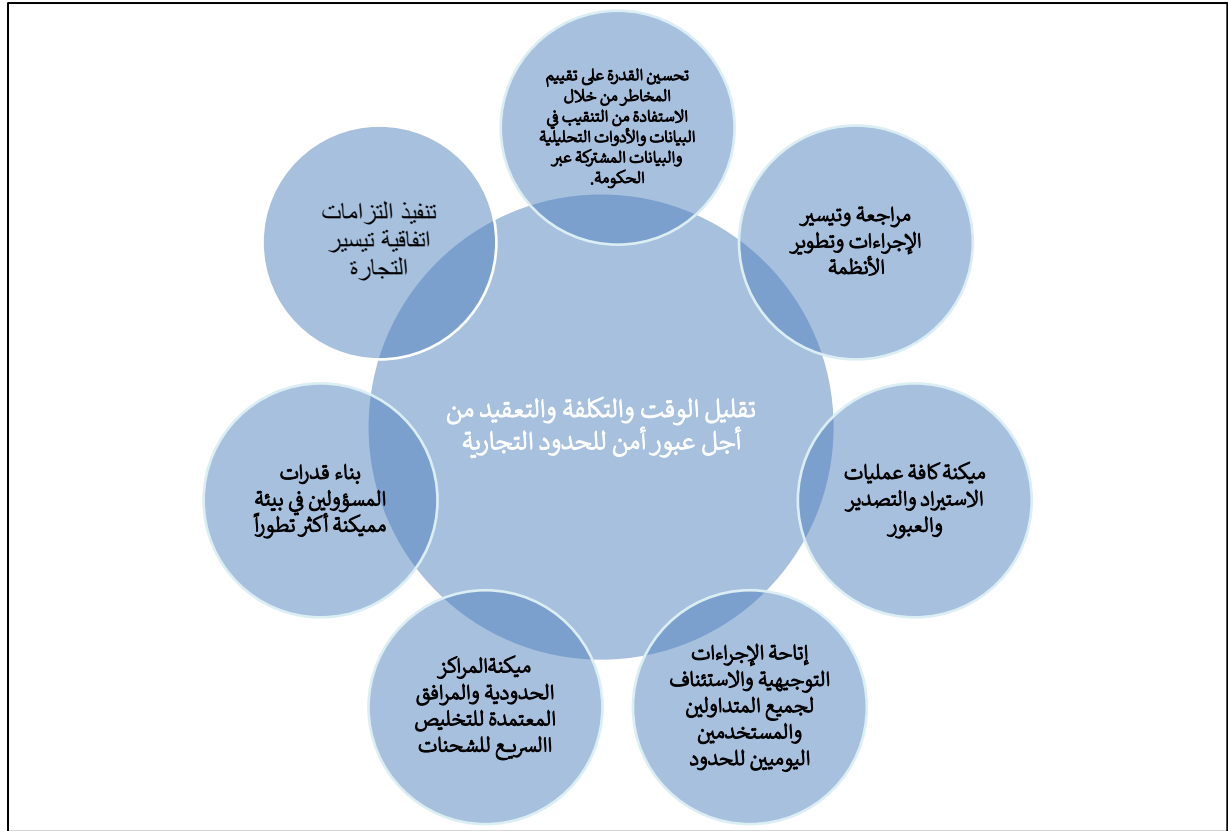 تحسين القدرة على تقييم
المخاطر من خلال
الاستفادة من التنقيب في
البيانات والأدوات التحليلية
والبيانات المشتركة عبر
الحكومة.
مراجعة وتيسير
الإجراءات وتطوير
الأنظمة
ميكنة كافة عمليات
الاستيراد والتصدير
والعبور
إتاحة الإجراءات
التوجيهية والاستئناف
لجميع المتداولين
والمستخدمين
اليوميين للحدود
ميكنةالمراكز
الحدودية والمرافق
المعتمدة للتخليص
االسريع للشحنات
بناء قدرات
المسؤولين في بيئة
مميكنة أكثر تطوراً
تنفيذ التزامات
اتفاقية تيسير
التجارة
تقليل الوقت والتكلفة والتعقيد من
أجل عبور أمن للحدود التجارية